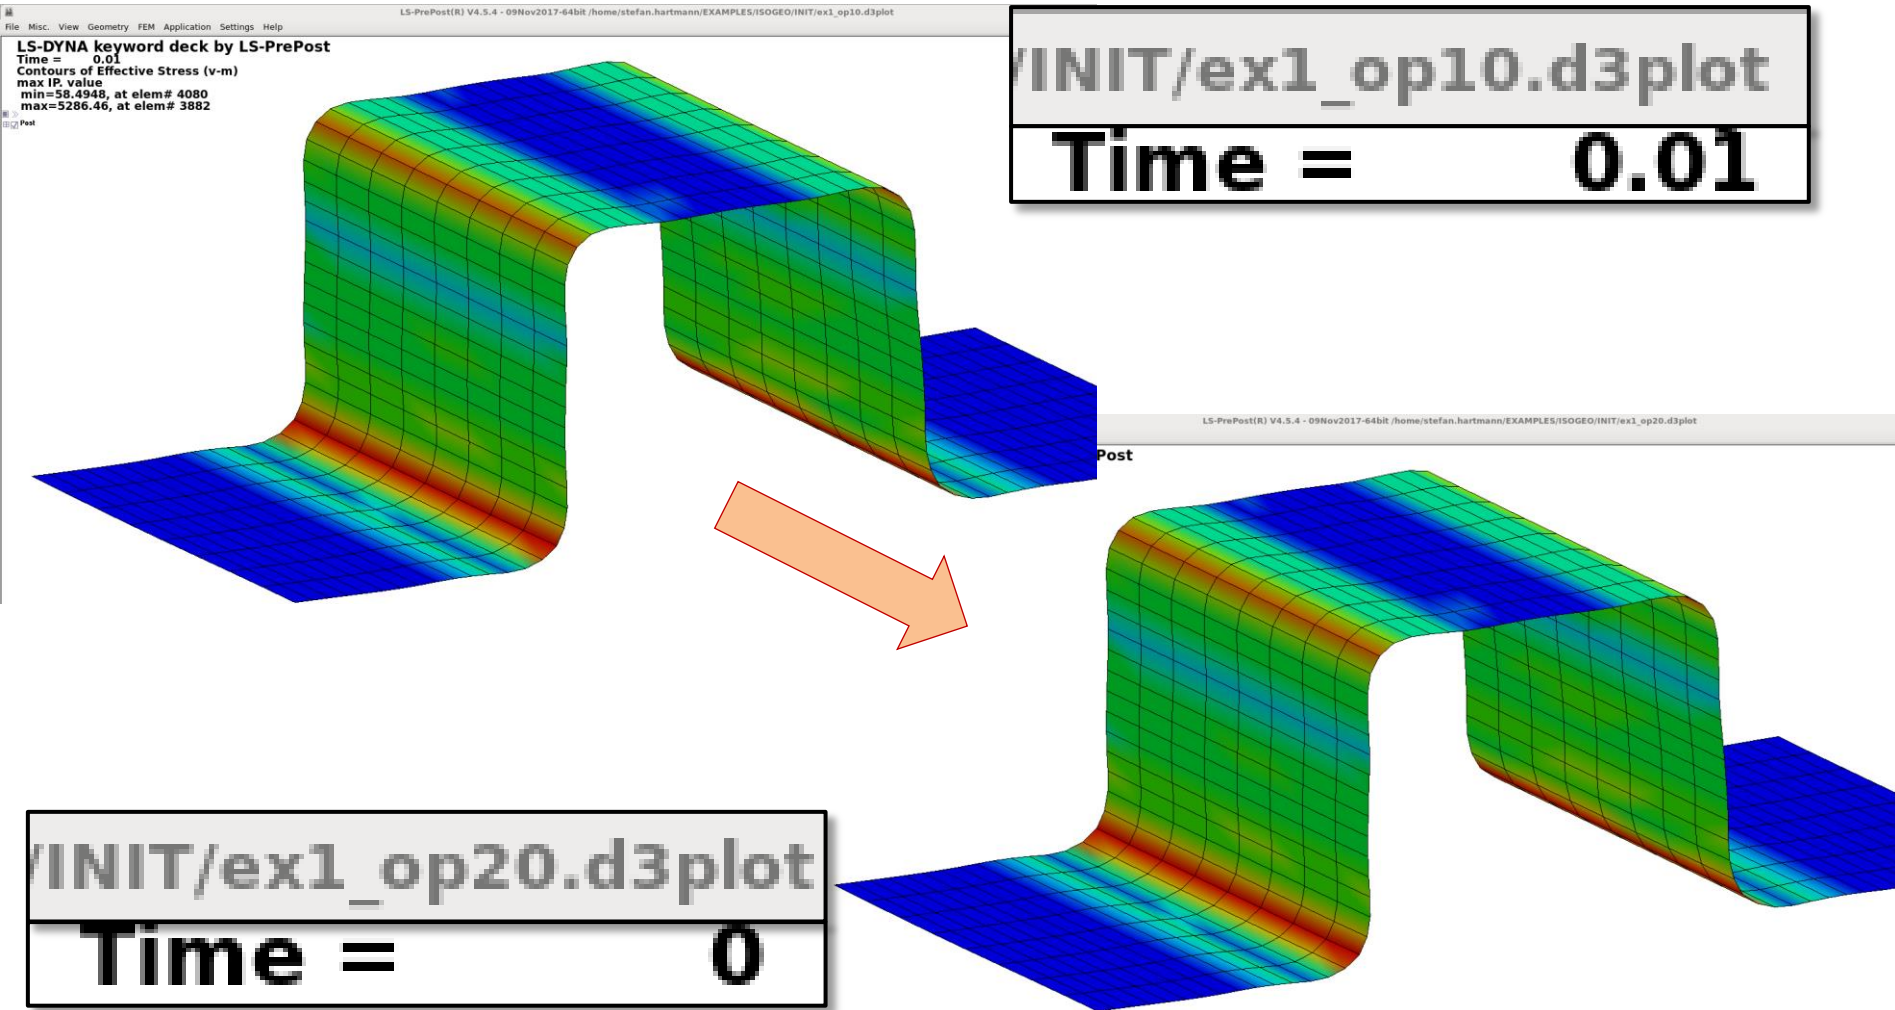 LS-PrePost(R) V4.5.4 - 09Nov2017-64bit /home/stefan.hartmann/EXAMPLES/ISOGEO/INIT/ex1_op10.d3plot
File Misc. View Geometry FEM Application Settings Help
LS-DYNA keyword deck by LS-PrePost
Time = 0.01
Contours of Effective Stress (v-m)
max IP. value
min=58.4948, at elem# 4080
max=5286.46, at elem# 3882
Post
/INIT/ex1_op10.d3plot
Time = 0.01
LS-PrePost(R) V4.5.4 - 09Nov2017-64bit /home/stefan.hartmann/EXAMPLES/ISOGEO/INIT/ex1_op20.d3plot
Post
/INIT/ex1_op20.d3plot
Time = 0